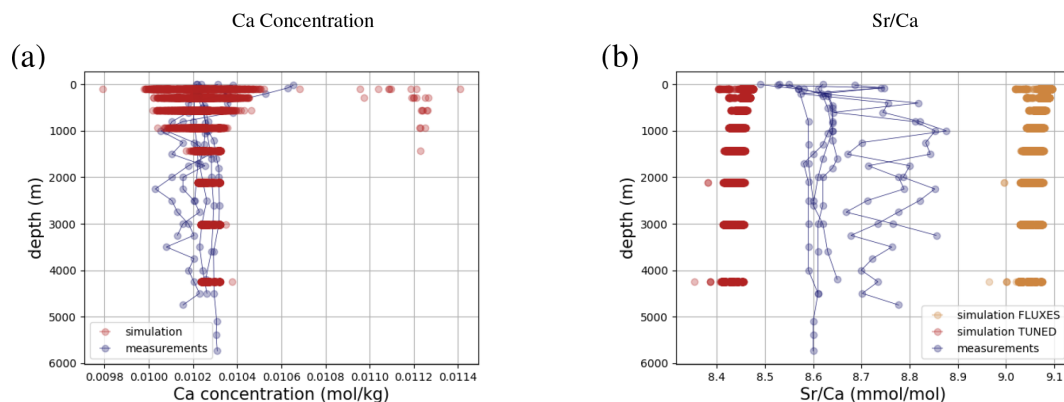 Ca Concentration
Sr/Ca
(a)
(b)
0
1000
2000
3000
4000
5000
6000
depth (m)
simulation
measurements
0.0098 0.0100 0.0102 0.0104 0.0106 0.0108 0.0110 0.0112 0.0114
Ca concentration (mol/kg)
0
1000
2000
3000
4000
5000
6000
depth (m)
simulation FLUXES
simulation TUNED
measurements
8.4 8.5 8.6 8.7 8.8 8.9 9.0 9.1
Sr/Ca (mmol/mol)